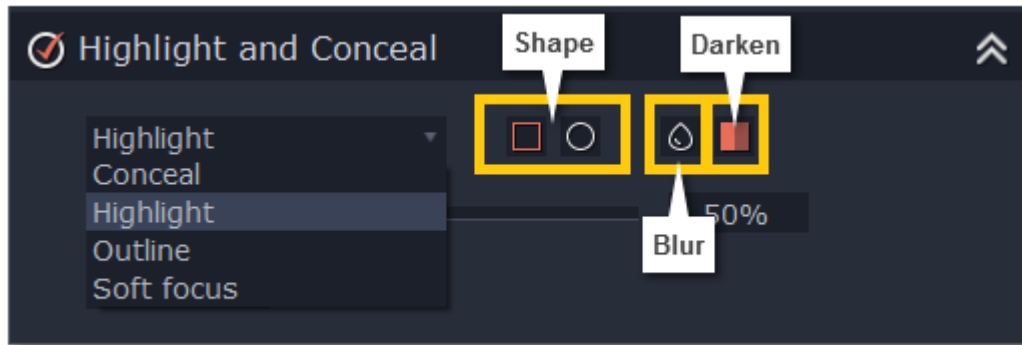 Highlight and Conceal
Shape
Darken
Highlight
Conceal
Highlight
Outline
Soft focus
50%
Blur